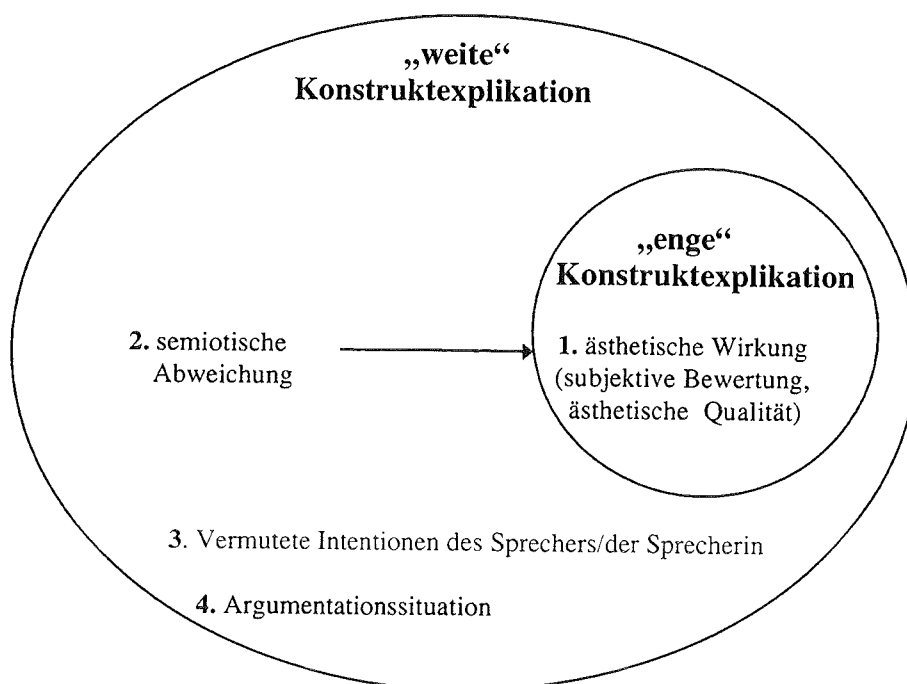 „weite“
Konstruktexplikation
„enge“
Konstruktexplikation
2. semiotische
Abweichung
1. ästhetische Wirkung
(subjektive Bewertung,
ästhetische Qualität)
3. Vermutete Intentionen des Sprechers/der Sprecherin
4. Argumentationssituation